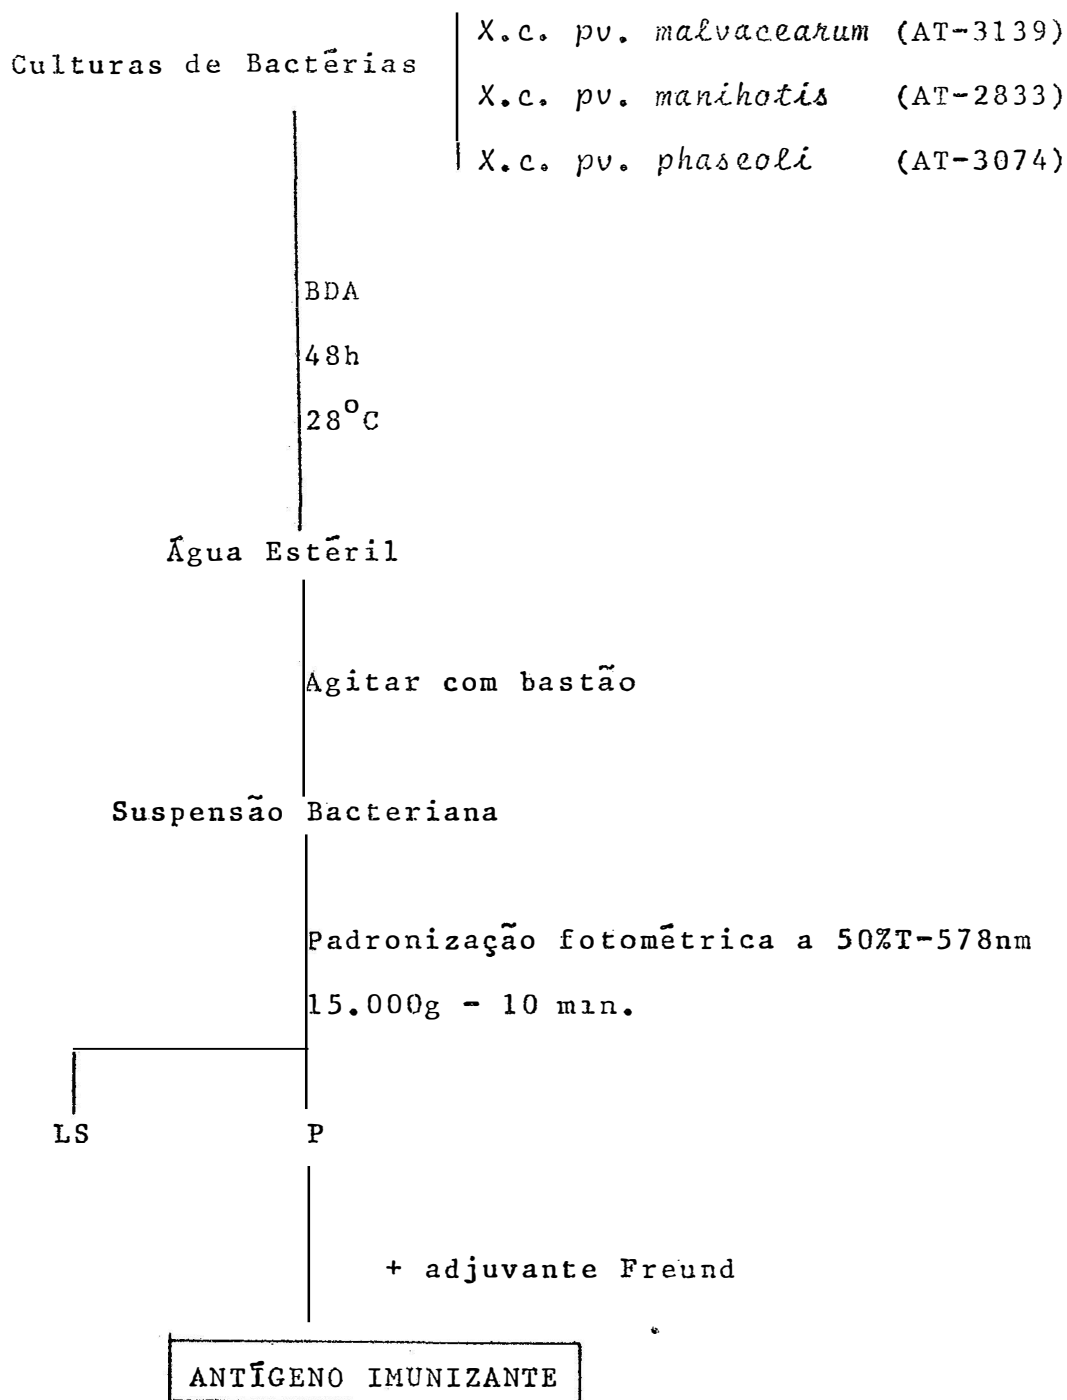 X.c. pv. malvacearum (AT-3139)
Culturas de Bactérias
X.c. pv. manihotis (AT-2833)
X.c. pv. phaseoli (AT-3074)
BDA
48h
28°C
Água Estéril
Agitar com bastão
Suspensão Bacteriana
Padronização fotométrica a 50%T-578nm
15.000g - 10 min.
LS P
+ adjuvante Freund
ANTÍGENO IMUNIZANTE